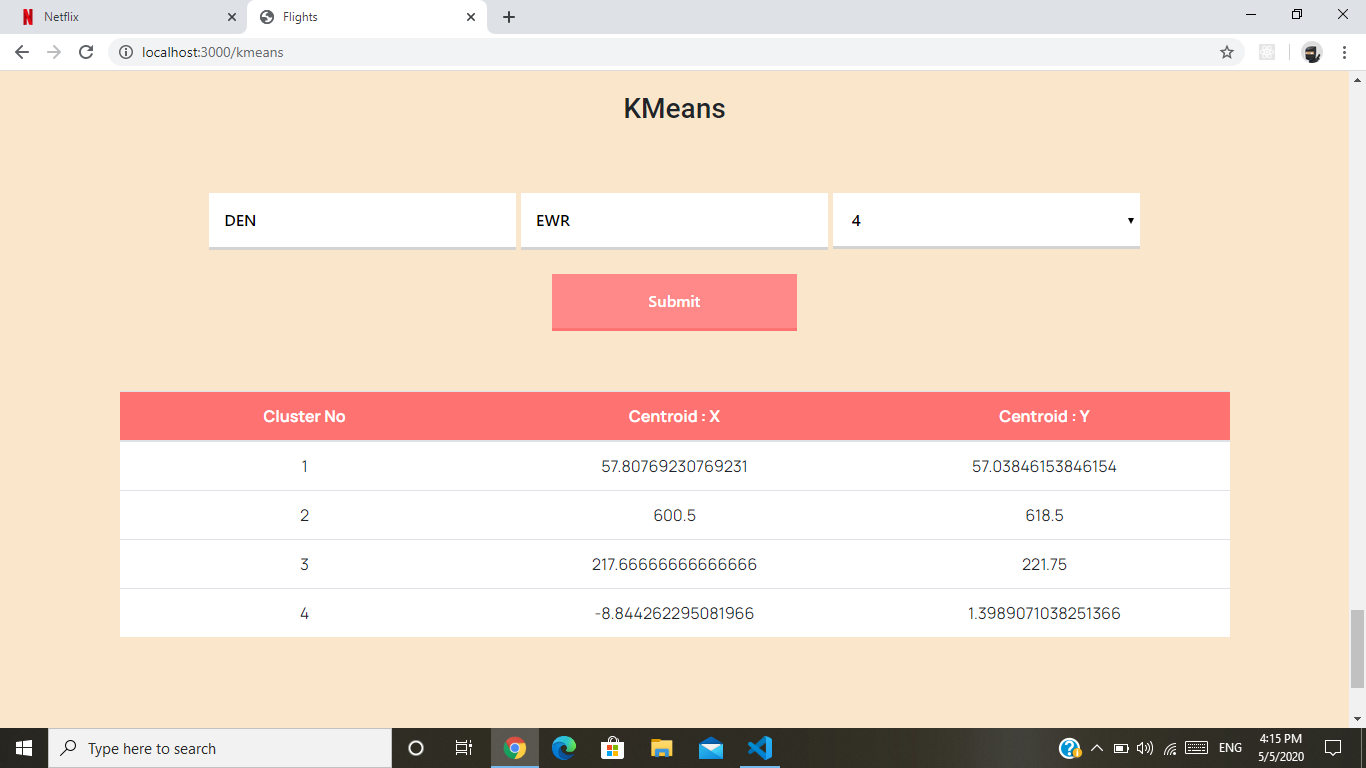 Netflix
Flights
localhost:3000/kmeans
KMeans
DEN EWR 4
Submit
Cluster No Centroid : X Centroid : Y
1 57.80769230769231 57.03846153846154
2 600.5 618.5
3 217.66666666666666 221.75
4 -8.844262295081966 1.3989071038251366
Type here to search
ENG
4:15 PM
5/5/2020